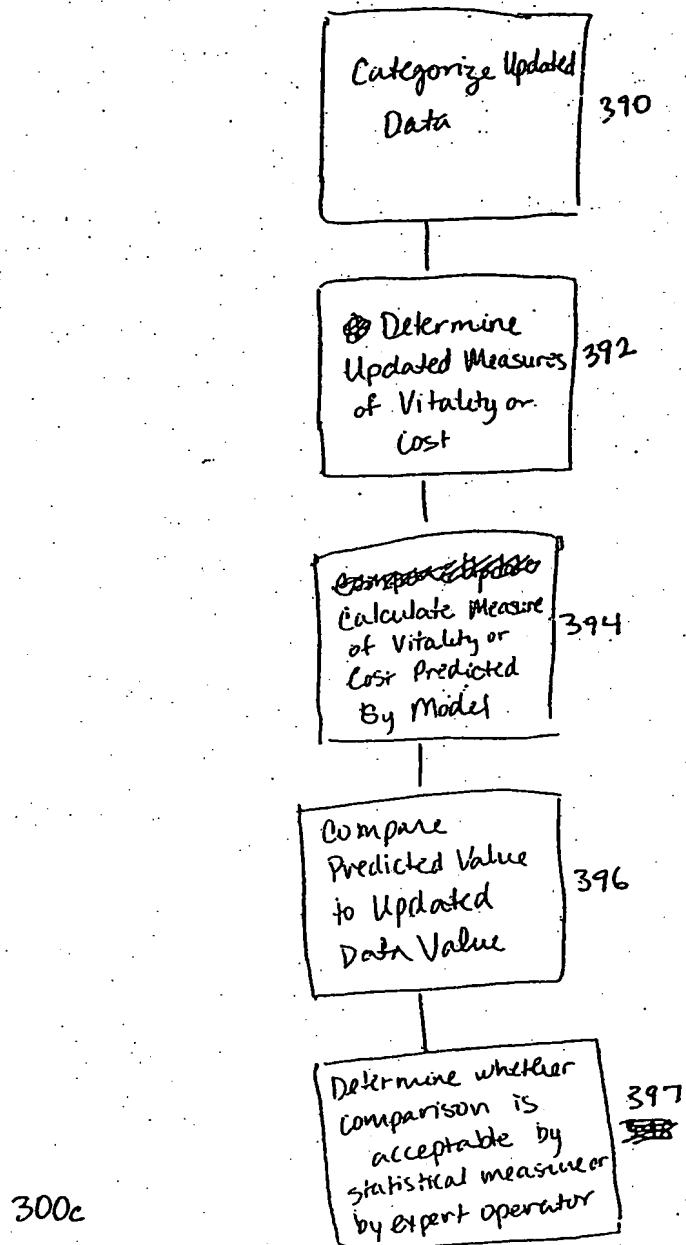 Categorize Updated
Data
390
Determine
Updated Measures
of Vitality or
Cost
392
Calculate Measure
of Vitality or
Cost Predicted
By Model
394
Compare
Predicted Value
to Updated
Data Value
396
Determine whether
comparison is
acceptable by
statistical measure or
by expert operator
397
300c